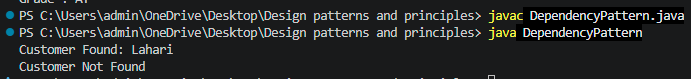 PS C:\Users\admin\OneDrive\Desktop\Design patterns and principles> javac DependencyPattern.java
PS C:\Users\admin\OneDrive\Desktop\Design patterns and principles> java DependencyPattern
Customer Found: Lahari
Customer Not Found